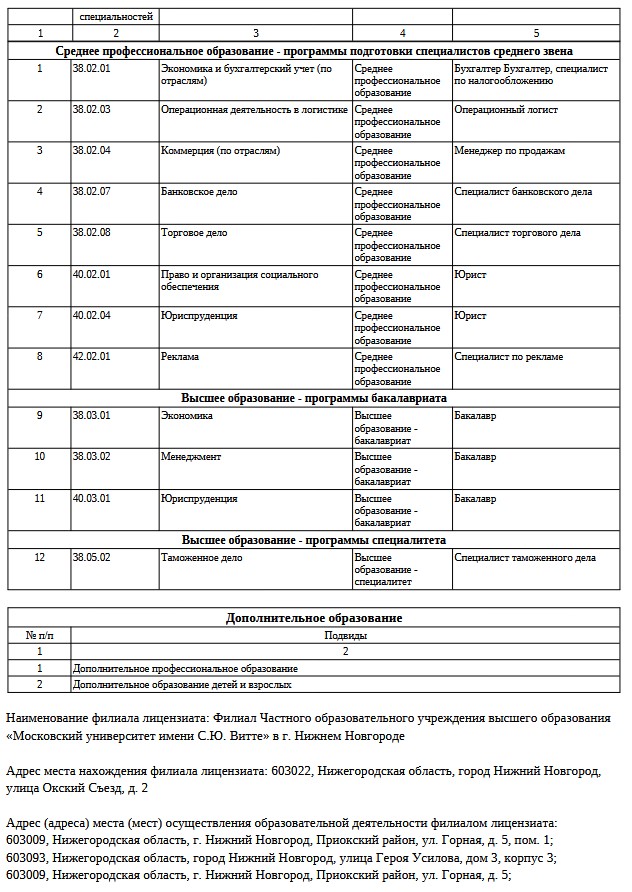 специальностей
1 2 3 4 5
Среднее профессиональное образование - программы подготовки специалистов среднего звена
1 38.02.01 Экономика и бухгалтерский учет (по отраслям) Среднее профессиональное образование Бухгалтер Бухгалтер, специалист по налогообложению
2 38.02.03 Операционная деятельность в логистике Среднее профессиональное образование Операционный логист
3 38.02.04 Коммерция (по отраслям) Среднее профессиональное образование Менеджер по продажам
4 38.02.07 Банковское дело Среднее профессиональное образование Специалист банковского дела
5 38.02.08 Торговое дело Среднее профессиональное образование Специалист торгового дела
6 40.02.01 Право и организация социального обеспечения Среднее профессиональное образование Юрист
7 40.02.04 Юриспруденция Среднее профессиональное образование Юрист
8 42.02.01 Реклама Среднее профессиональное образование Специалист по рекламе
Высшее образование - программы бакалавриата
9 38.03.01 Экономика Высшее образование - бакалавриат Бакалавр
10 38.03.02 Менеджмент Высшее образование - бакалавриат Бакалавр
11 40.03.01 Юриспруденция Высшее образование - бакалавриат Бакалавр
Высшее образование - программы специалитета
12 38.05.02 Таможенное дело Высшее образование - специалитет Специалист таможенного дела
Дополнительное образование
№ п/п Подвиды
1 2
1 Дополнительное профессиональное образование
2 Дополнительное образование детей и взрослых
Наименование филиала лицензиата: Филиал Частного образовательного учреждения высшего образования
«Московский университет имени С.Ю. Витте» в г. Нижнем Новгороде
Адрес места нахождения филиала лицензиата: 603022, Нижегородская область, город Нижний Новгород,
улица Окский Съезд, д. 2
Адрес (адреса) места (мест) осуществления образовательной деятельности филиалом лицензиата:
603009, Нижегородская область, г. Нижний Новгород, Приокский район, ул. Горная, д. 5, пом. 1;
603093, Нижегородская область, город Нижний Новгород, улица Героя Усилова, дом 3, корпус 3;
603009, Нижегородская область, г. Нижний Новгород, Приокский район, ул. Горная, д. 5;